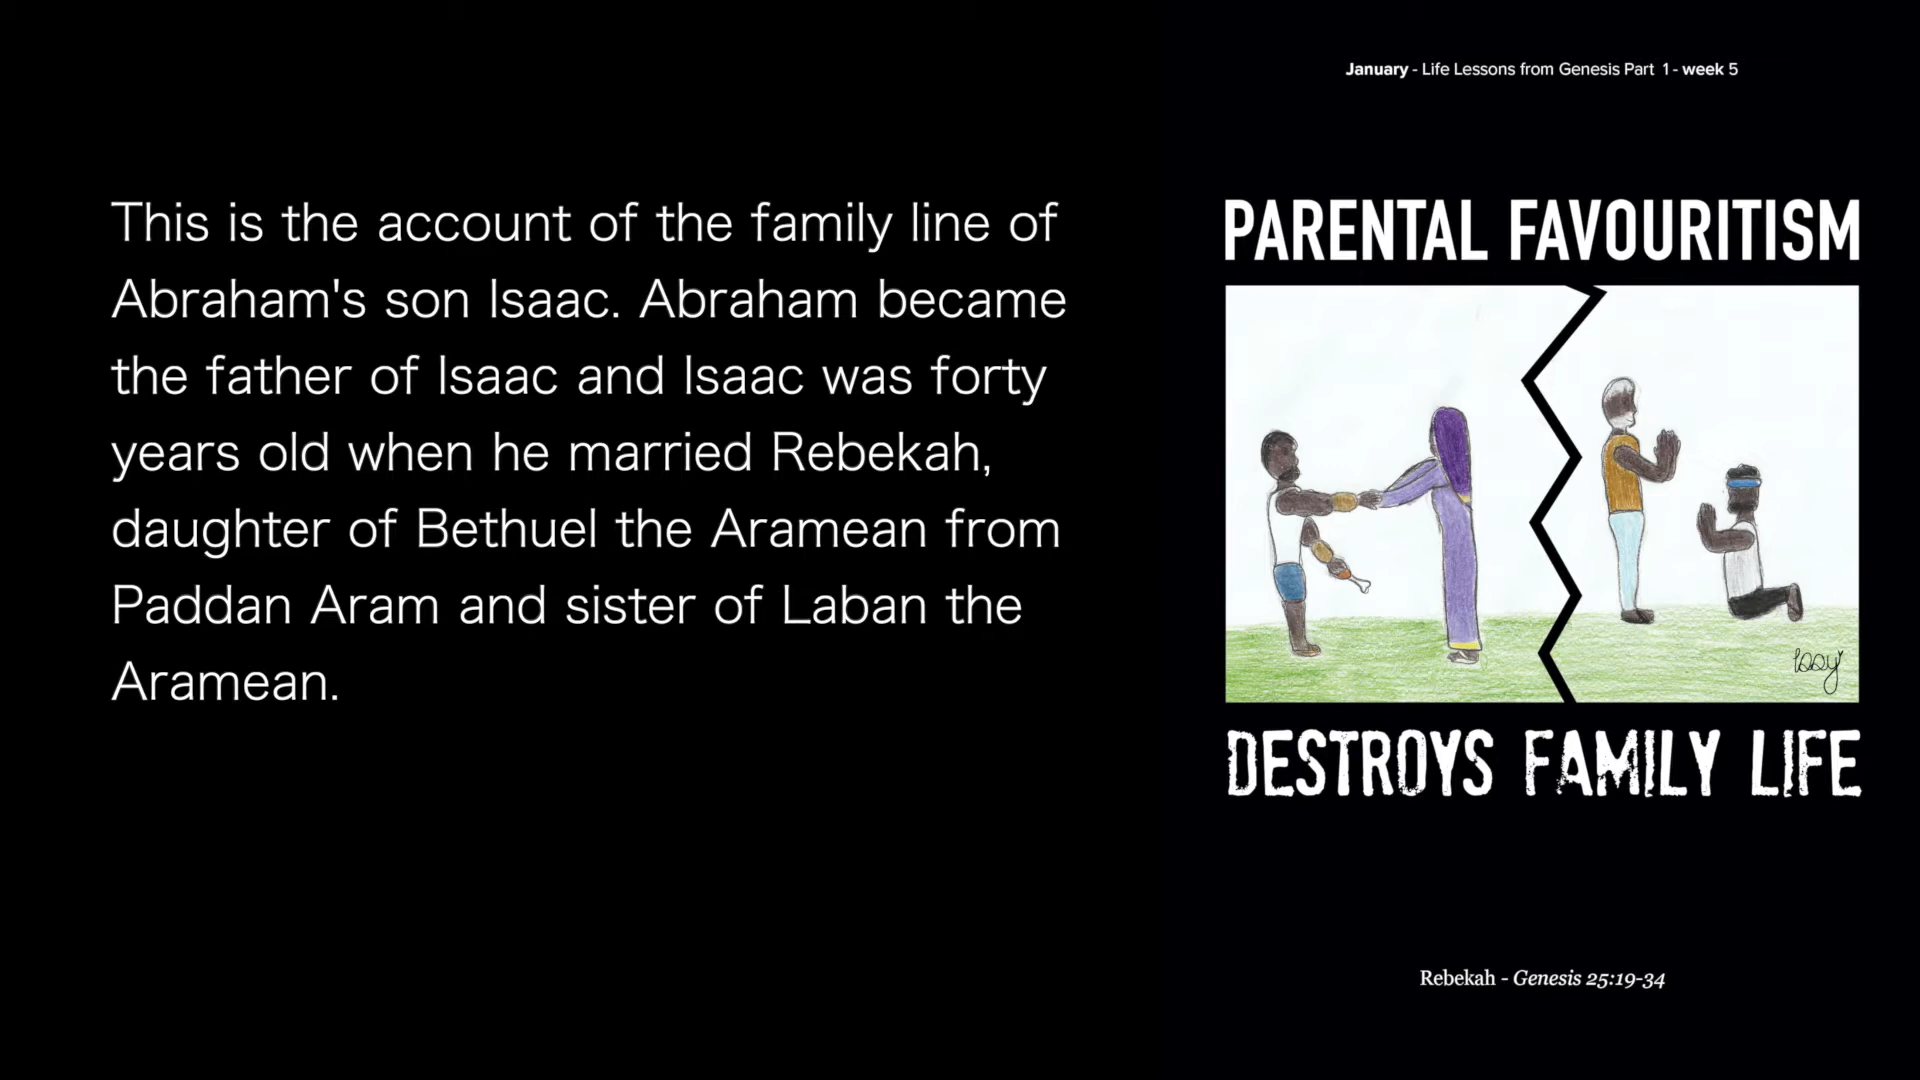 This is the account of the family line of
Abraham's son Isaac. Abraham became
the father of Isaac and Isaac was forty
years old when he married Rebekah,
daughter of Bethuel the Aramean from
Paddan Aram and sister of Laban the
Aramean.
January - Life Lessons from Genesis Part 1 - week 5
PARENTAL FAVOURITISM
Issy
DESTROYS FAMILY LIFE
Rebekah - Genesis 25:19-34